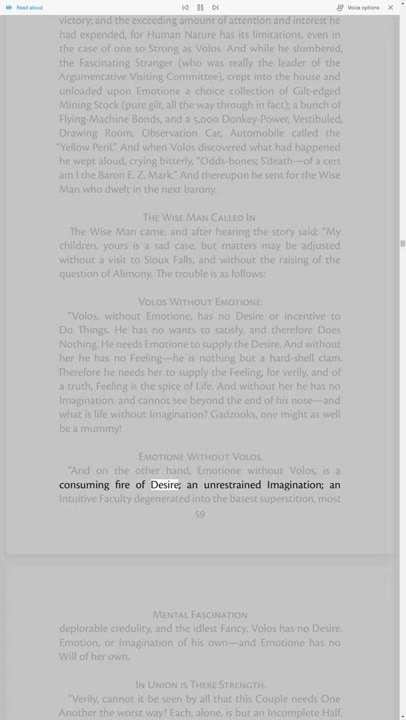 Read aloud
Voice options
victory; and the exceeding amount of attention and interest he
had expended, for Human Nature has its limitations, even in
the case of one so Strong as Volos. And while he slumbered,
the Fascinating Stranger (who was really the leader of the
Argumentative Visiting Committee), crept into the house and
unloaded upon Emotione a choice collection of Gilt-edged
Mining Stock (pure gilt, all the way through in fact); a bunch of
Flying-Machine Bonds, and a 5,000 Donkey-Power, Vestibuled,
Drawing Room, Observation Car, Automobile called the
"Yellow Peril." And when Volos discovered what had happened
he wept aloud, crying bitterly, "Odds-bones; S'death—of a cert
am I the Baron E. Z. Mark." And thereupon he sent for the Wise
Man who dwelt in the next barony.
The Wise Man Called In
The Wise Man came, and after hearing the story said: "My
children, yours is a sad case, but matters may be adjusted
without a visit to Sioux Falls, and without the raising of the
question of Alimony. The trouble is as follows:
Volos Without Emotione.
"Volos, without Emotione, has no Desire or incentive to
Do Things. He has no wants to satisfy, and therefore Does
Nothing. He needs Emotione to supply the Desire. And without
her he has no Feeling—he is nothing but a hard-shell clam.
Therefore he needs her to supply the Feeling, for verily, and of
a truth, Feeling is the spice of Life. And without her he has no
Imagination, and cannot see beyond the end of his nose—and
what is life without Imagination? Gadzooks, one might as well
be a mummy!
Emotione Without Volos.
"And on the other hand, Emotione without Volos, is a
consuming fire of Desire; an unrestrained Imagination; an
Intuitive Faculty degenerated into the basest superstition, most
59
Mental Fascination
deplorable credulity, and the idlest Fancy. Volos has no Desire.
Emotion, or Imagination of his own—and Emotione has no
Will of her own.
In Union is There Strength.
"Verily, cannot it be seen by all that this Couple needs One
Another the worst way? Each, alone, is but an Incomplete Half.